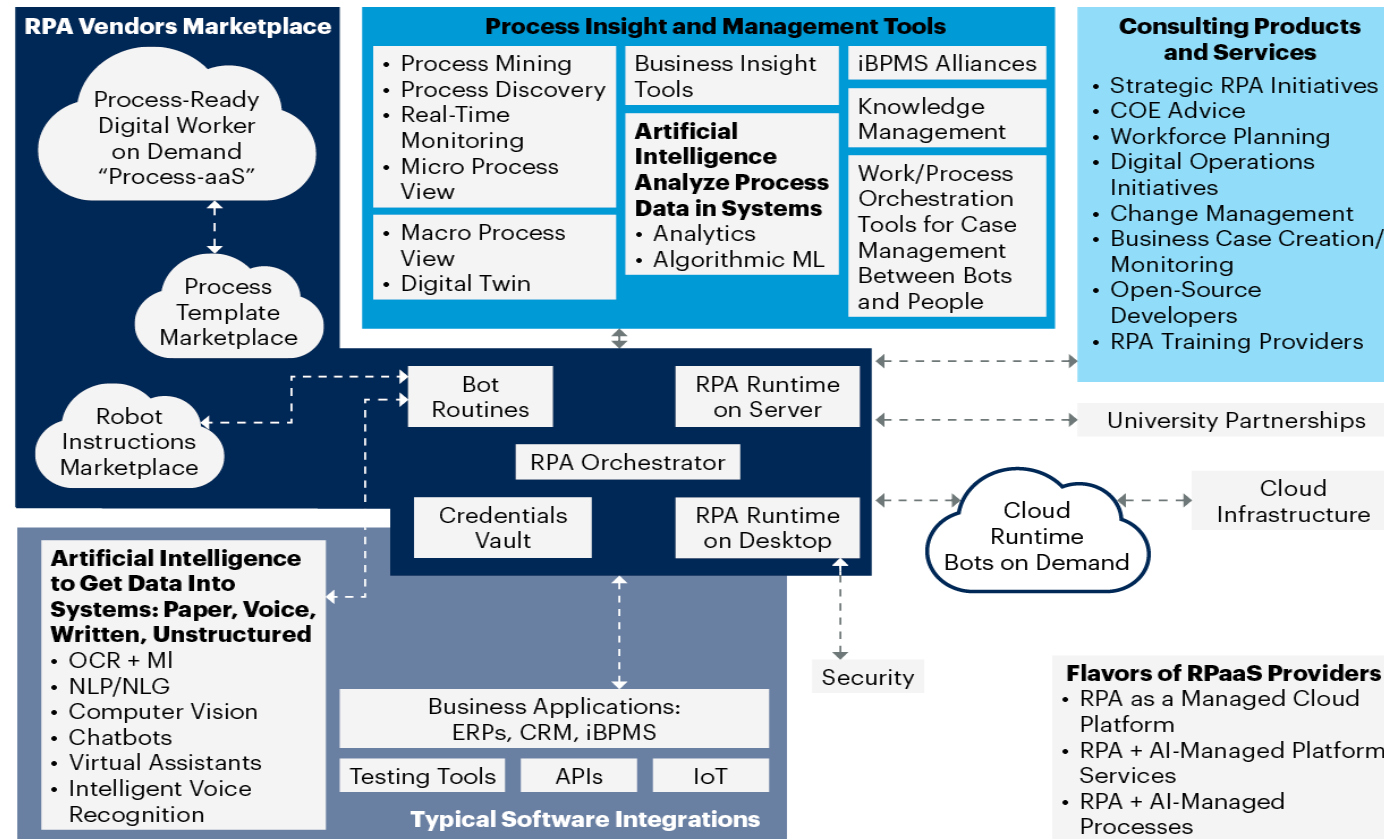 RPA Vendors Marketplace
Process-Ready
Digital Worker
on Demand
“Process-aaS”
Process
Template
Marketplace
Robot
Instructions
Marketplace
Process Insight and Management Tools
• Process Mining
• Process Discovery
• Real-Time
Monitoring
• Micro Process
View
• Macro Process
View
• Digital Twin
Business Insight
Tools
Artificial
Intelligence
Analyze Process
Data in Systems
• Analytics
• Algorithmic ML
iBPMS Alliances
Knowledge
Management
Work/Process
Orchestration
Tools for Case
Management
Between Bots
and People
Consulting Products
and Services
• Strategic RPA Initiatives
• COE Advice
• Workforce Planning
• Digital Operations
Initiatives
• Change Management
• Business Case Creation/
Monitoring
• Open-Source
Developers
• RPA Training Providers
Bot
Routines
RPA Runtime
on Server
RPA Orchestrator
Credentials
Vault
RPA Runtime
on Desktop
University Partnerships
Cloud
Runtime
Bots on Demand
Cloud
Infrastructure
Security
Artificial Intelligence
to Get Data Into
Systems: Paper, Voice,
Written, Unstructured
• OCR + Ml
• NLP/NLG
• Computer Vision
• Chatbots
• Virtual Assistants
• Intelligent Voice
Recognition
Business Applications:
ERPs, CRM, iBPMS
Testing Tools
APIs
IoT
Typical Software Integrations
Flavors of RPaaS Providers
• RPA as a Managed Cloud
Platform
• RPA + AI-Managed Platform
Services
• RPA + AI-Managed
Processes